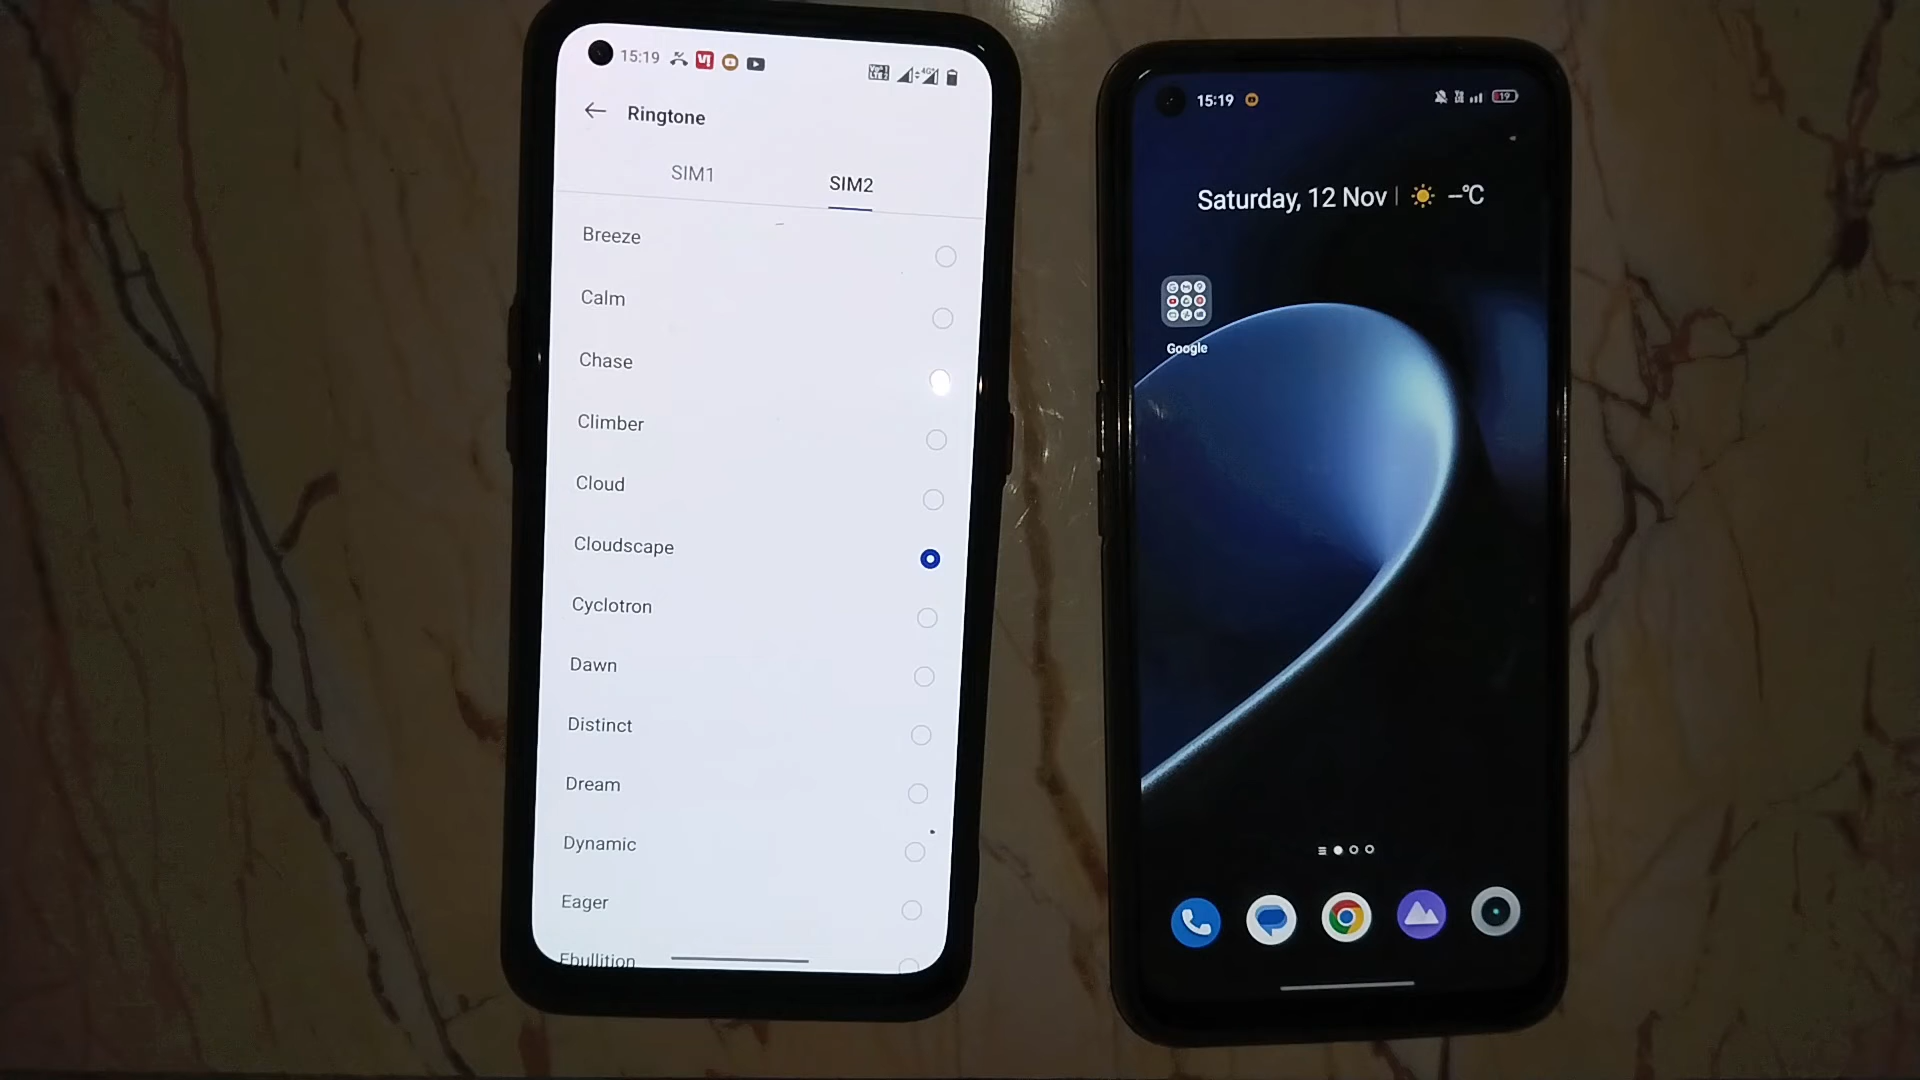 15:19
Ringtone
SIM1 SIM2
Breeze
Calm
Chase
Climber
Cloud
Cloudscape
Cyclotron
Dawn
Distinct
Dream
Dynamic
Eager
Ebullition
15:19
19
Saturday, 12 Nov | –°C
Google